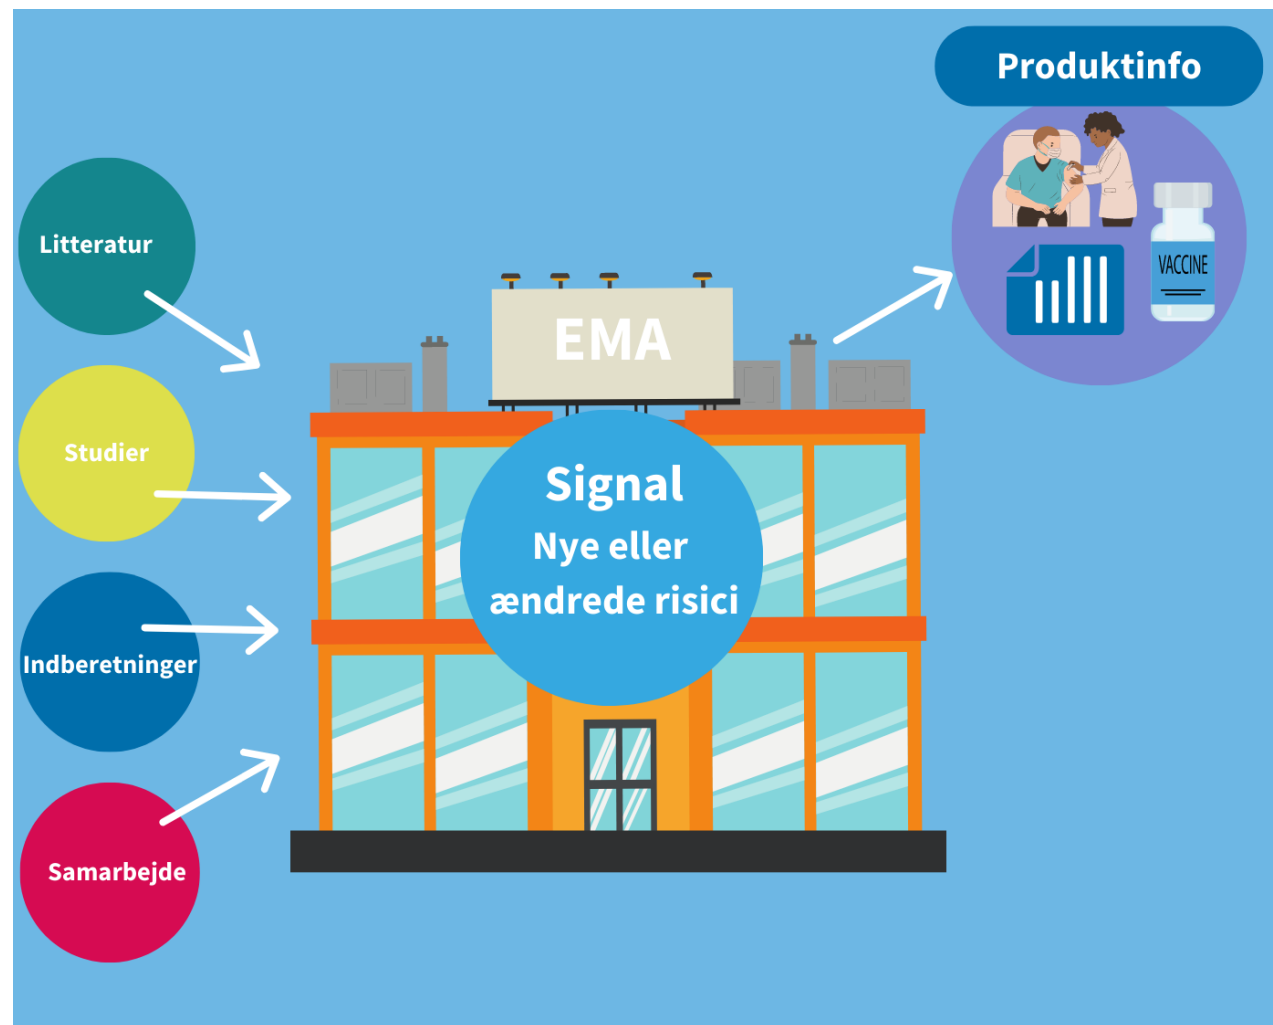 Produktinfo
VACCINE
Litteratur
Studier
Indberetninger
Samarbejde
EMA
Signal
Nye eller
ændrede risici